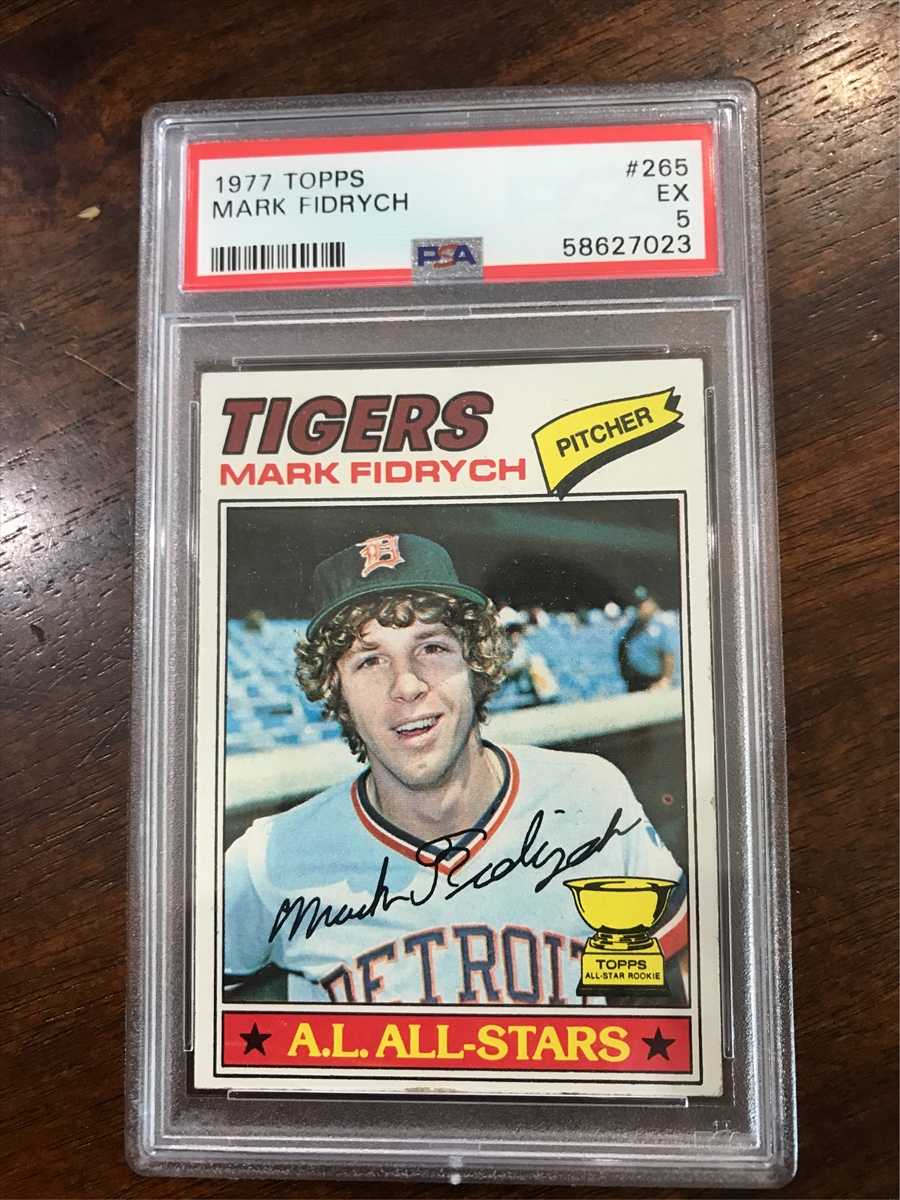 1977 TOPPS #265
MARK FIDRYCH EX
5
PSA 58627023
TIGERS
MARK FIDRYCH
PITCHER
D
Mark Fidrych
DETROIT
TOPPS
ALL-STAR ROOKIE
★ A.L. ALL-STARS ★